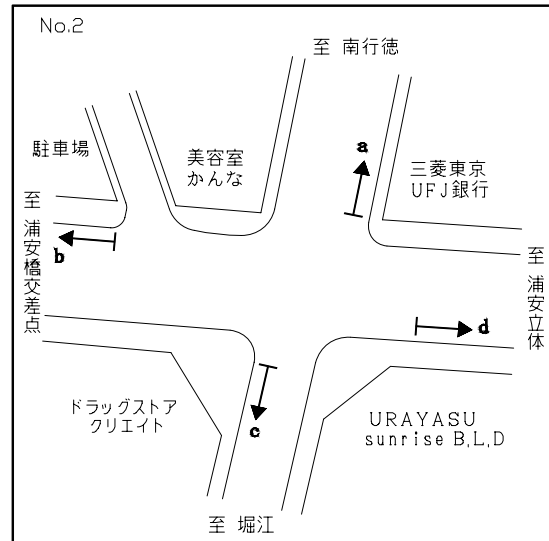 No.2
至 南行徳
駐車場
美容室
かんな
a
三菱東京
UFJ銀行
至 浦安橋交差点
b
至 浦安立体
d
ドラッグストア
クリエイト
c
URAYASU
sunrise B,L,D
至 堀江